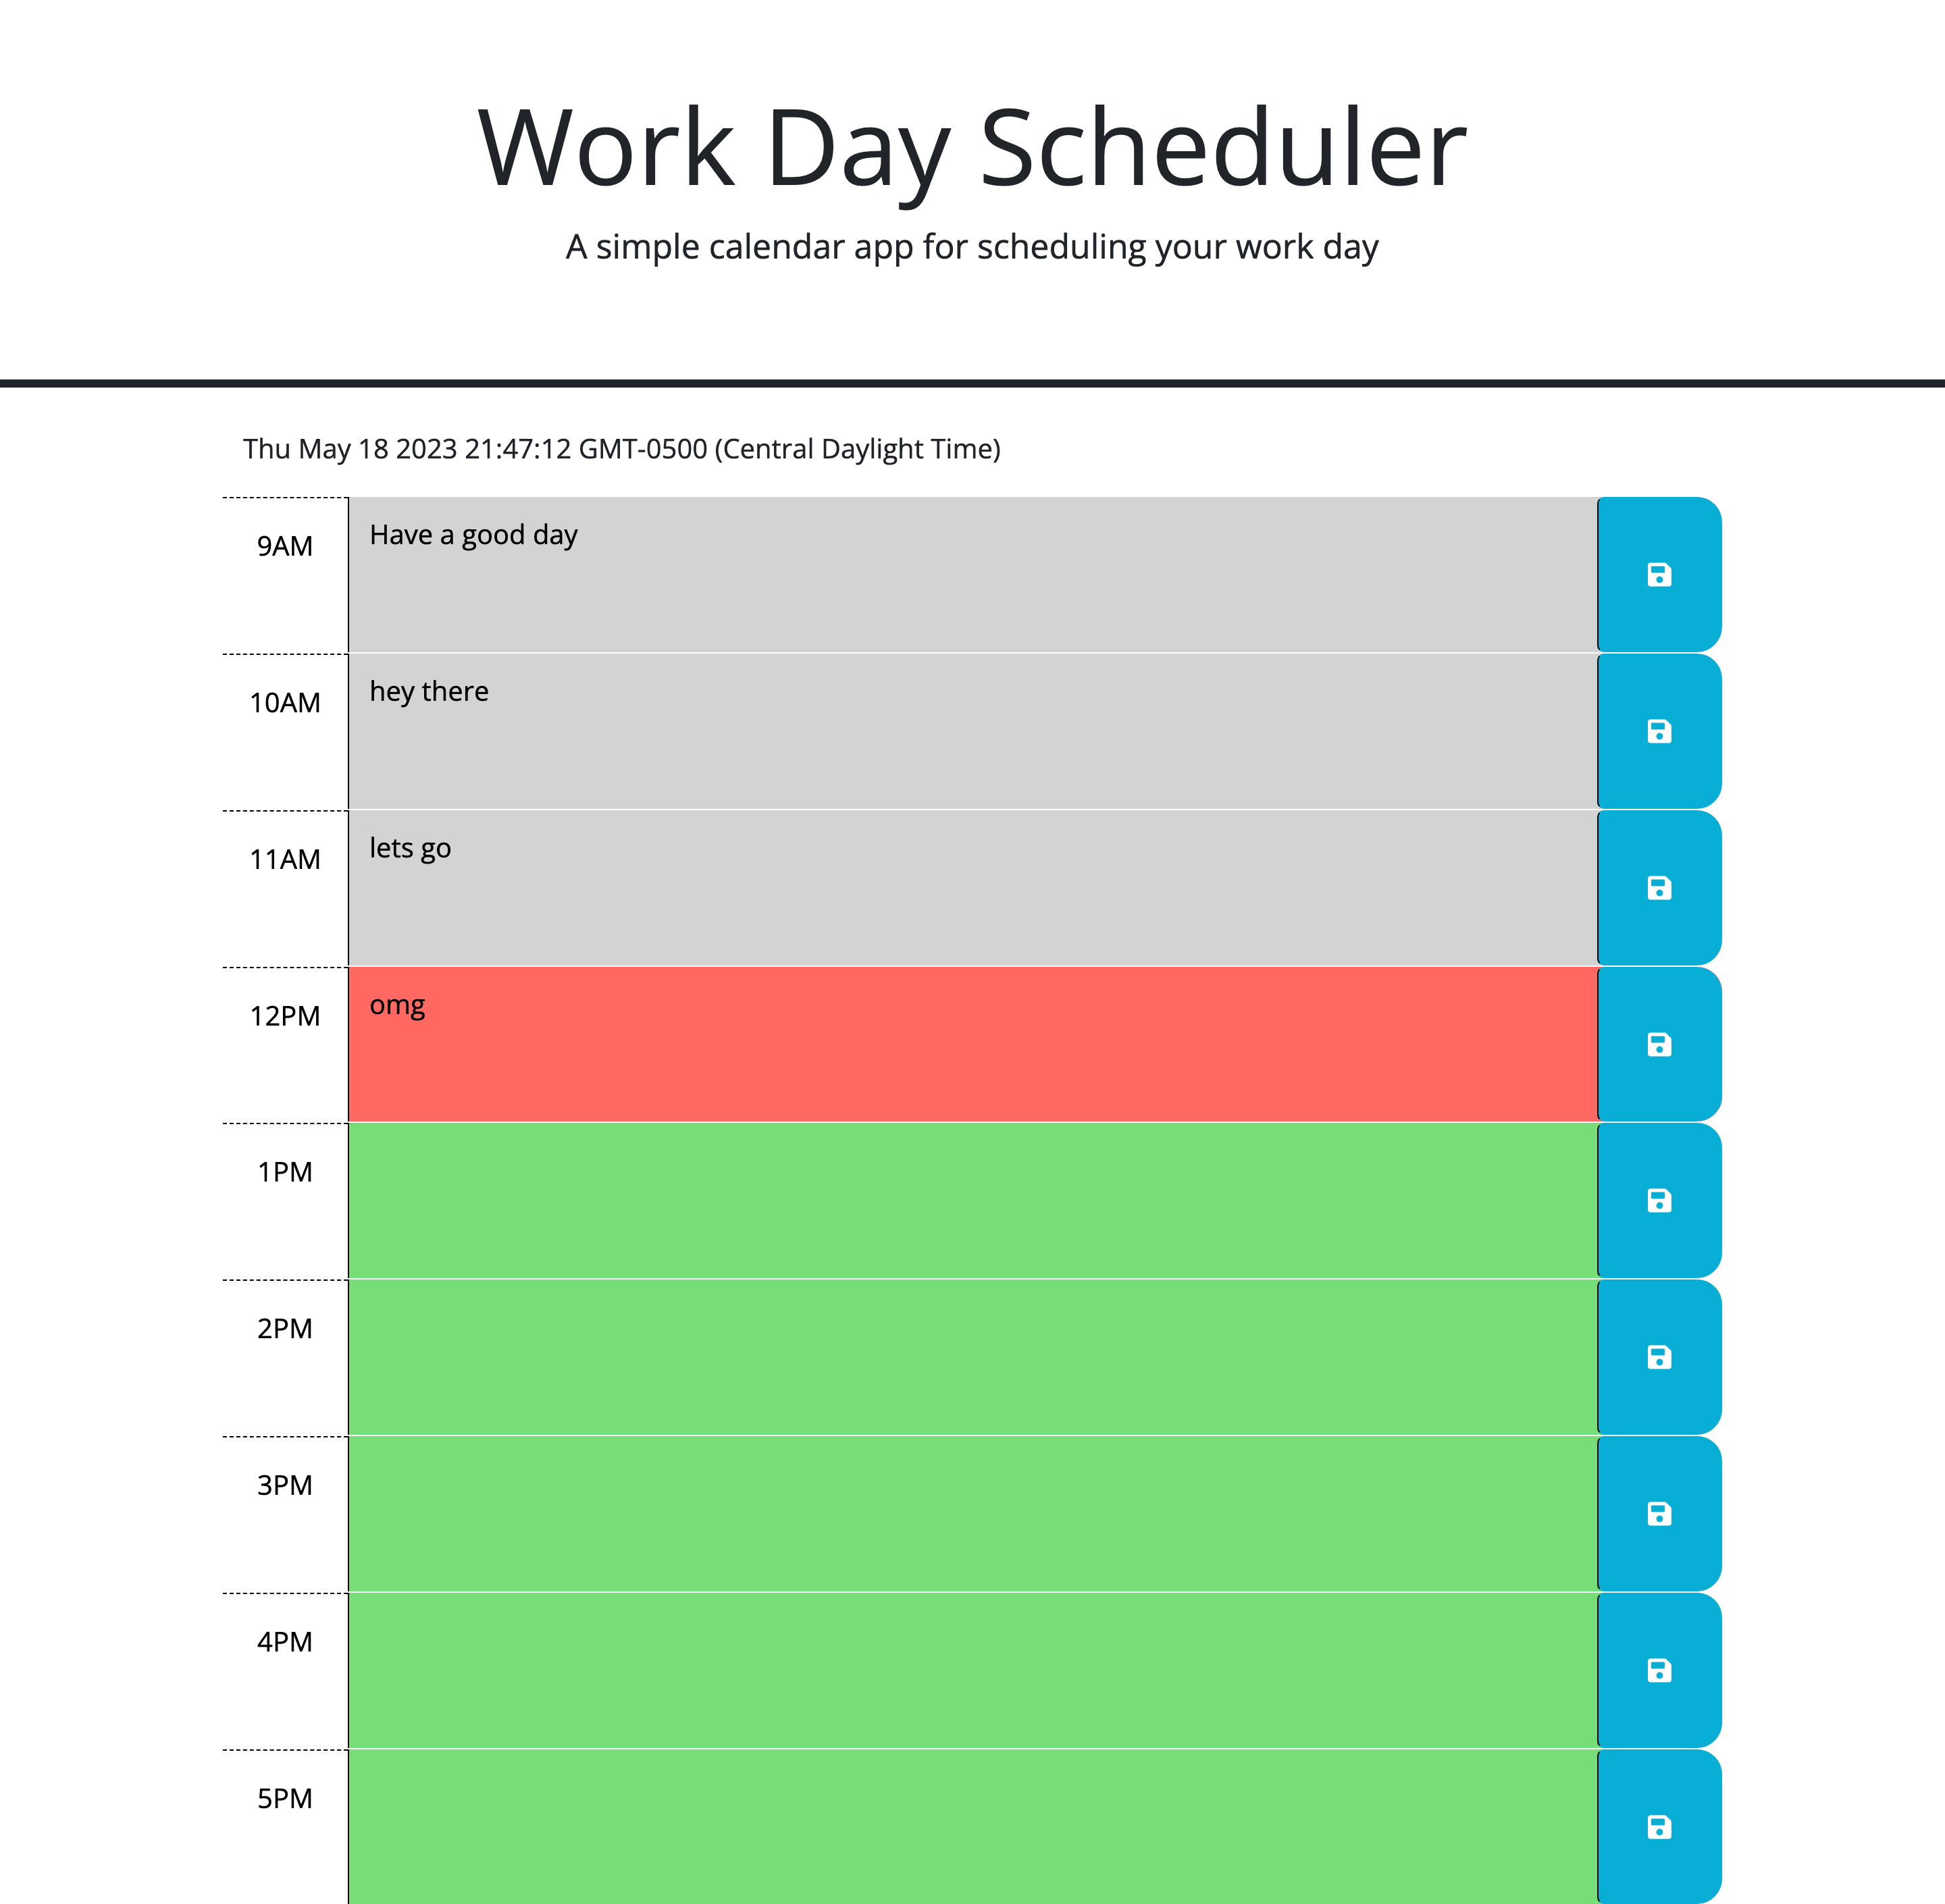 Work Day Scheduler
A simple calendar app for scheduling your work day
Thu May 18 2023 21:47:12 GMT-0500 (Central Daylight Time)
9AM Have a good day
10AM hey there
11AM lets go
12PM omg
1PM
2PM
3PM
4PM
5PM